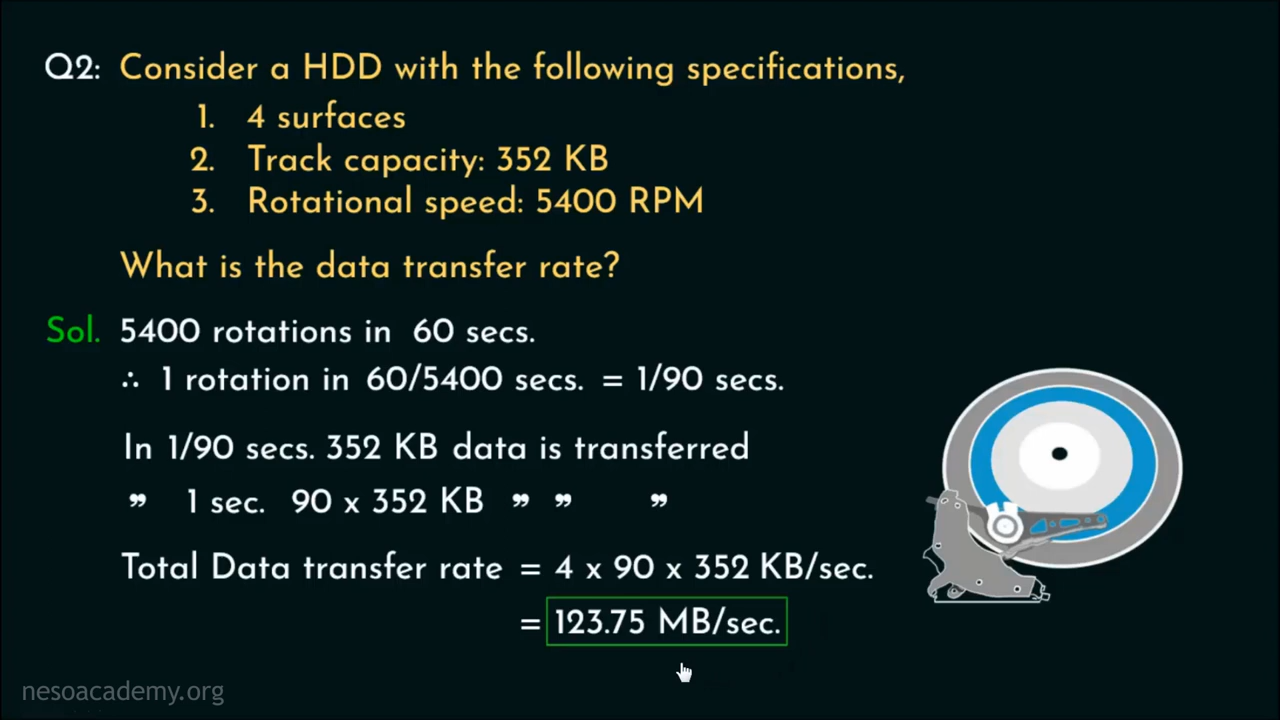 Q2: Consider a HDD with the following specifications,
1. 4 surfaces
2. Track capacity: 352 KB
3. Rotational speed: 5400 RPM
What is the data transfer rate?
Sol. 5400 rotations in 60 secs.
∴ 1 rotation in 60/5400 secs. = 1/90 secs.
In 1/90 secs. 352 KB data is transferred
” 1 sec. 90 x 352 KB ” ” ”
Total Data transfer rate = 4 x 90 x 352 KB/sec.
= 123.75 MB/sec.
nesoacademy.org